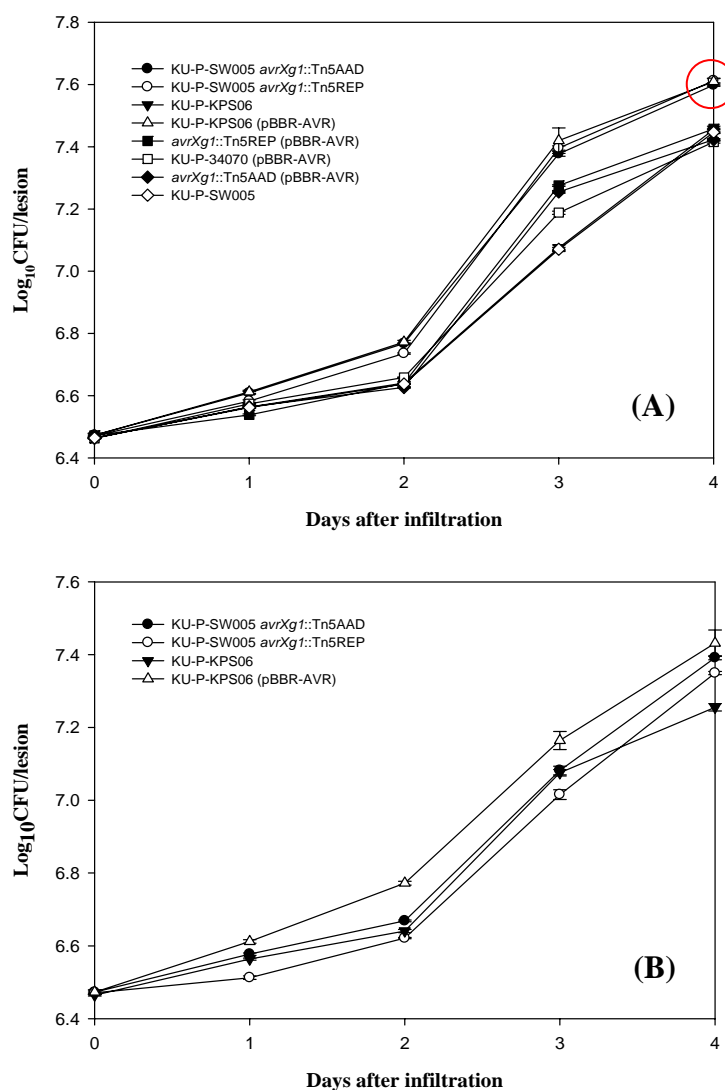 7.8
7.6
7.4
7.2
7.0
6.8
6.6
6.4
Log10CFU/lesion
KU-P-SW005 avrXg1::Tn5AAD
KU-P-SW005 avrXg1::Tn5REP
KU-P-KPS06
KU-P-KPS06 (pBBR-AVR)
avrXg1::Tn5REP (pBBR-AVR)
KUP-34070 (pBBR-AVR)
avrXg1::Tn5AAD (pBBR-AVR)
KU-P-SW005
(A)
0 1 2 3 4
Days after infiltration
7.6
7.4
7.2
7.0
6.8
6.6
6.4
Log10CFU/lesion
KU-P-SW005 avrXg1::Tn5AAD
KU-P-SW005 avrXg1::Tn5REP
KU-P-KPS06
KU-P-KPS06 (pBBR-AVR)
(B)
0 1 2 3 4
Days after infiltration